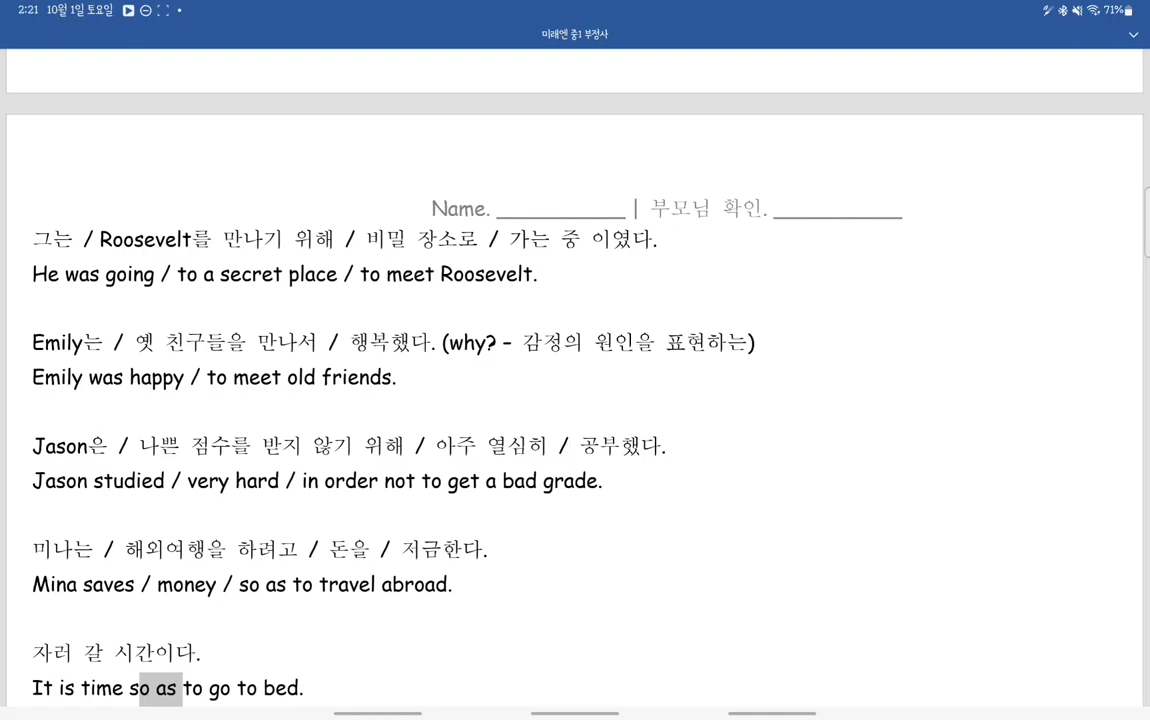 2:21 10월 1일 토요일 71%
미래엔 중1 부정사
Name. ____________ | 부모님 확인. ____________
그는 / Roosevelt를 만나기 위해 / 비밀 장소로 / 가는 중 이였다.
He was going / to a secret place / to meet Roosevelt.
Emily는 / 옛 친구들을 만나서 / 행복했다. (why? - 감정의 원인을 표현하는)
Emily was happy / to meet old friends.
Jason은 / 나쁜 점수를 받지 않기 위해 / 아주 열심히 / 공부했다.
Jason studied / very hard / in order not to get a bad grade.
미나는 / 해외여행을 하려고 / 돈을 / 저금한다.
Mina saves / money / so as to travel abroad.
자러 갈 시간이다.
It is time so as to go to bed.